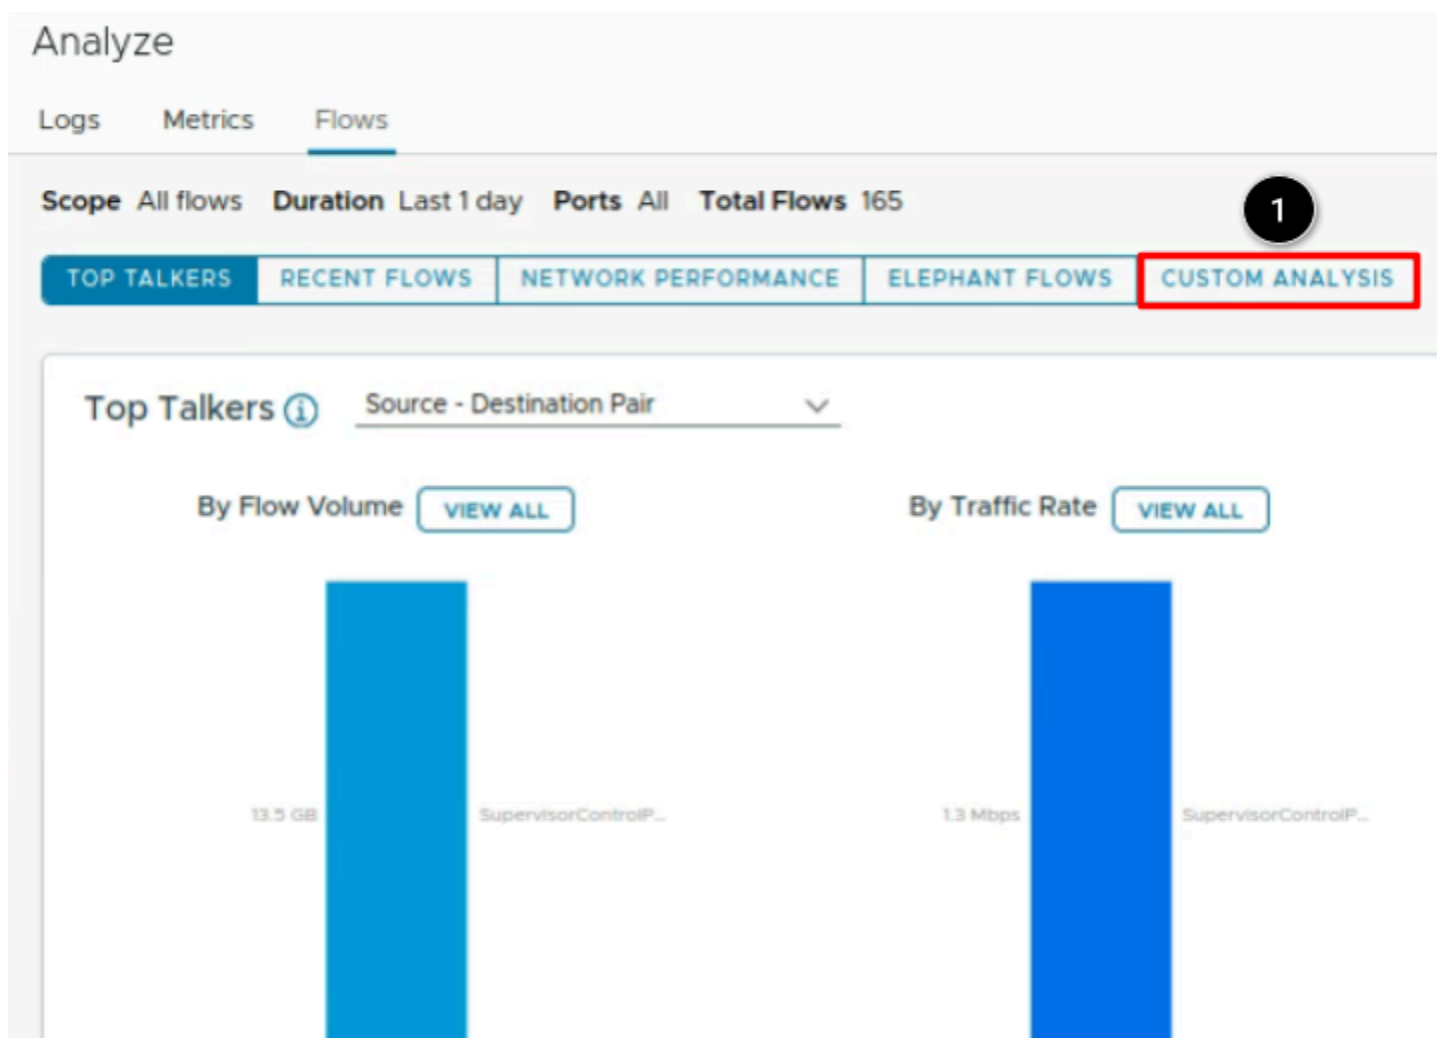 Analyze
Logs Metrics Flows
Scope All flows Duration Last 1 day Ports All Total Flows 165
1
TOP TALKERS RECENT FLOWS NETWORK PERFORMANCE ELEPHANT FLOWS CUSTOM ANALYSIS
Top Talkers Source - Destination Pair
By Flow Volume VIEW ALL By Traffic Rate VIEW ALL
13.5 GB SupervisorControlP... 1.3 Mbps SupervisorControlP...